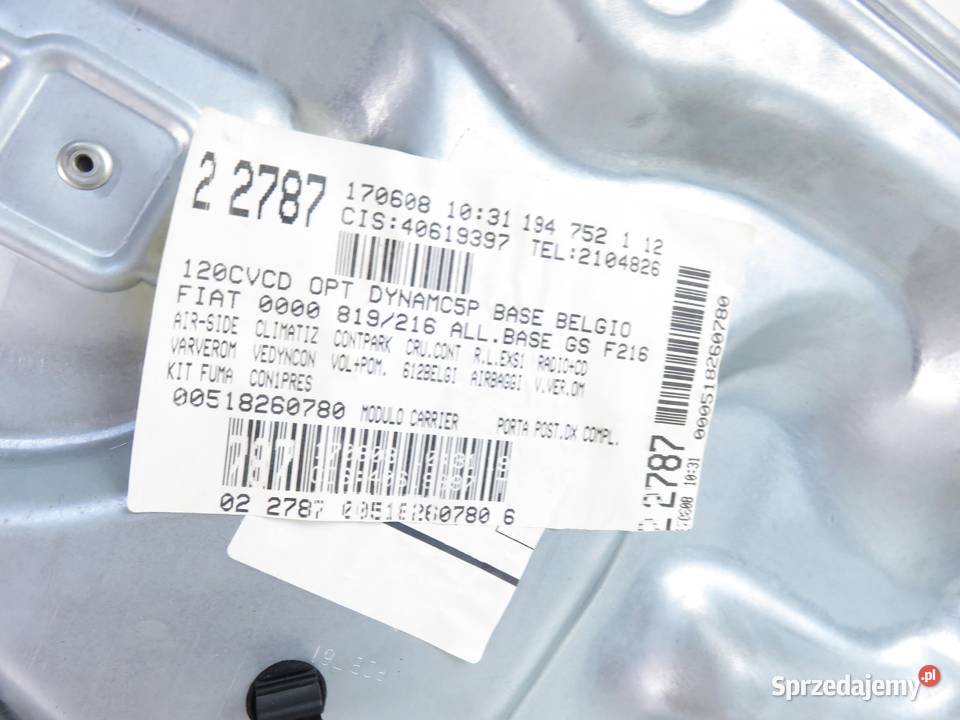 2 2787
170608 10:31 194 752 1 12
CIS:40619397 TEL:2104826
120CVCD OPT DYNAMC5P BASE BELGIO
FIAT 0000 819/216 ALL.BASE GS F216
AIR-SIDE CLIMATIZ CONTPARK CRU.CONT R.L.EXS1 RADIO+CD
VARVEROM VEDYNCON VOL+POM. 612BELGI AIRBAGGI V.VER.OM
KIT FUMA CON1PRES
00518260780 MODULO CARRIER PORTA POST.DX COMPL.
02 2787 00518260780 6
2787
170608 10:31
000518260780
Sprzedajemy.pl